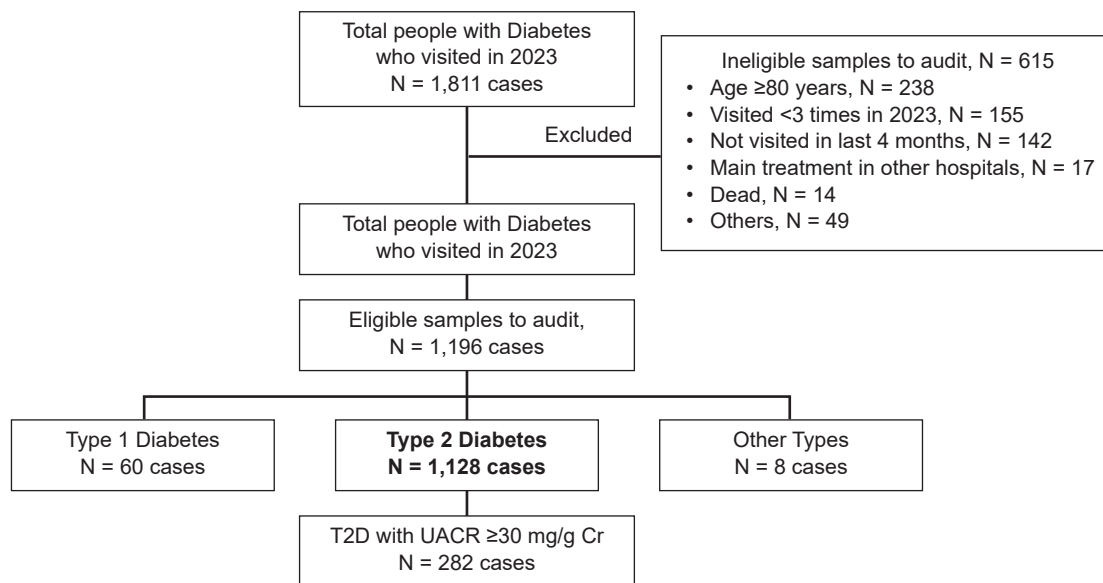 Total people with Diabetes
who visited in 2023
N = 1,811 cases
Ineligible samples to audit, N = 615
• Age ≥80 years, N = 238
• Visited <3 times in 2023, N = 155
• Not visited in last 4 months, N = 142
• Main treatment in other hospitals, N = 17
• Dead, N = 14
• Others, N = 49
Excluded
Total people with Diabetes
who visited in 2023
Eligible samples to audit,
N = 1,196 cases
Type 1 Diabetes
N = 60 cases
Type 2 Diabetes
N = 1,128 cases
Other Types
N = 8 cases
T2D with UACR ≥30 mg/g Cr
N = 282 cases